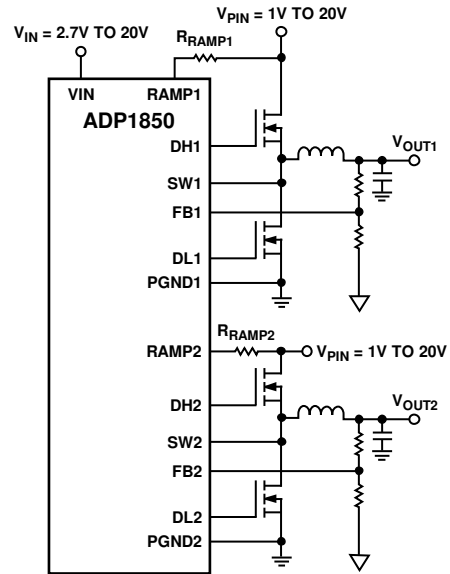 V_PIN = 1V TO 20V
V_IN = 2.7V TO 20V
R_RAMP1
VIN
RAMP1
ADP1850
DH1
V_OUT1
SW1
FB1
DL1
PGND1
R_RAMP2
RAMP2
V_PIN = 1V TO 20V
DH2
V_OUT2
SW2
FB2
DL2
PGND2